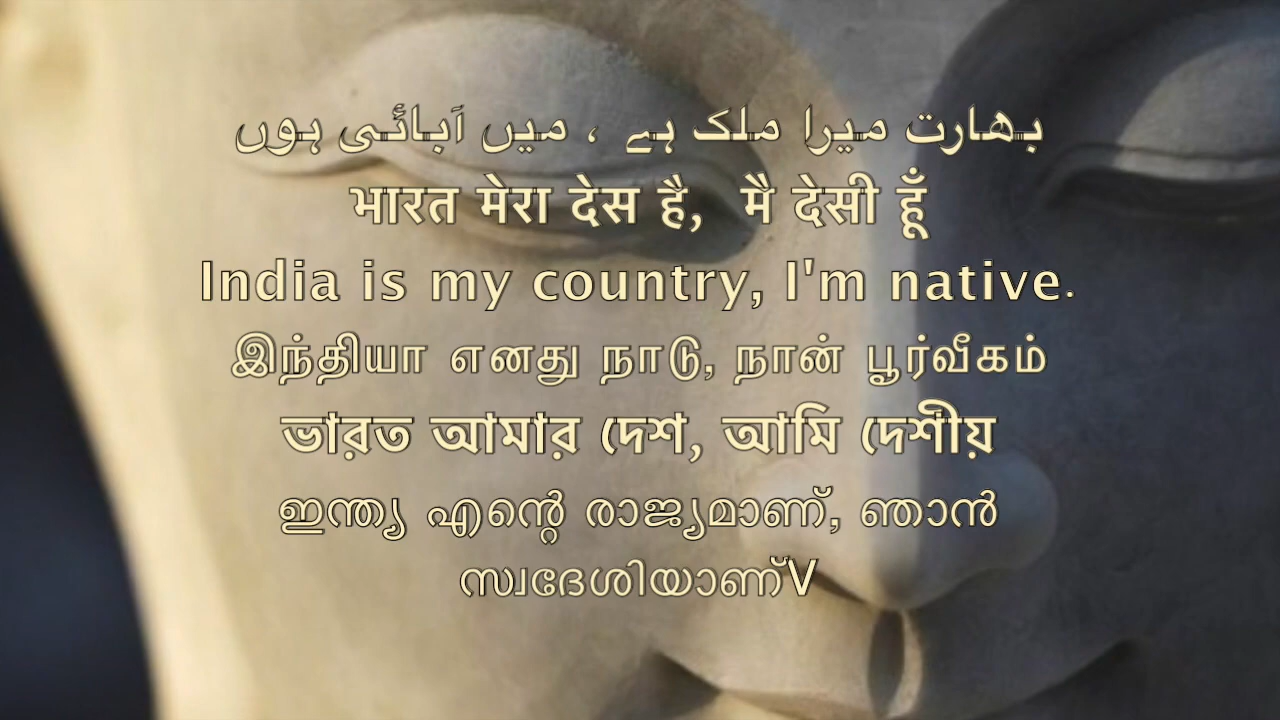 بھارت میرا ملک ہے ، میں آبائی ہوں
भारत मेरा देस है, मै देसी हूँ
India is my country, I'm native.
இந்தியா எனது நாடு, நான் பூர்வீகம்
ভারত আমার দেশ, আমি দেশীয়
ഇന്ത്യ എന്റെ രാജ്യമാണ്, ഞാൻ
സ്വദേശിയാണ്V